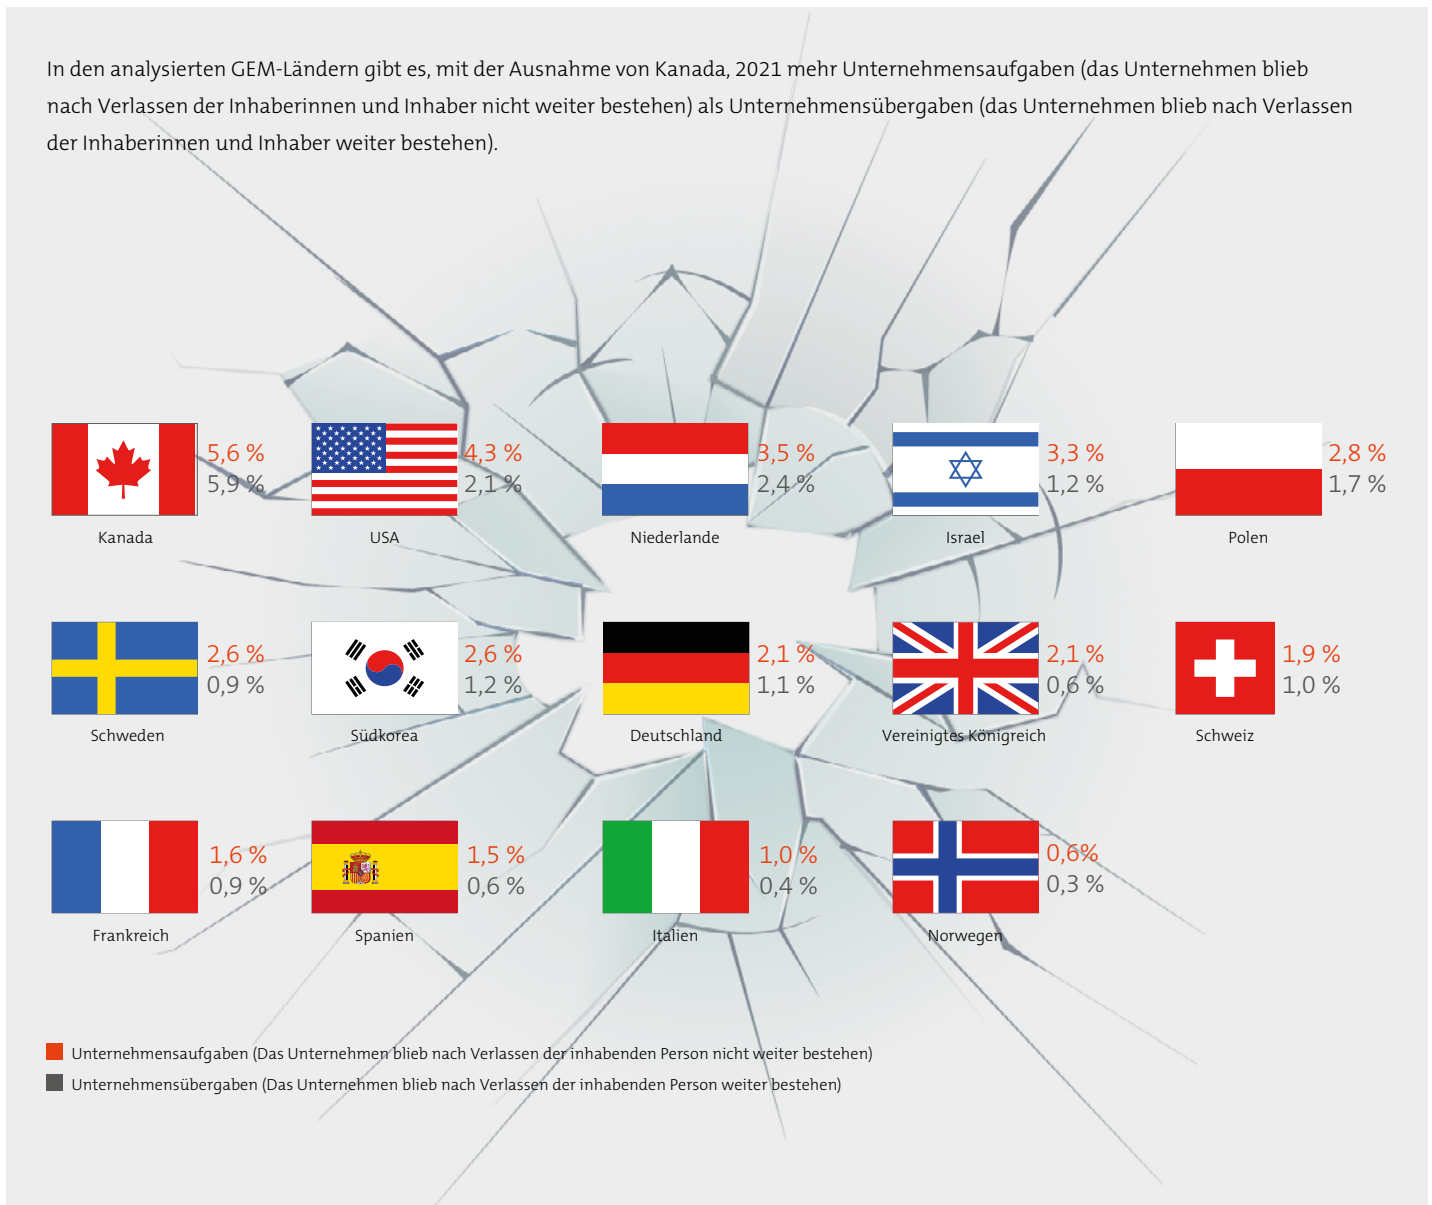 In den analysierten GEM-Ländern gibt es, mit der Ausnahme von Kanada, 2021 mehr Unternehmensaufgaben (das Unternehmen blieb
nach Verlassen der Inhaberinnen und Inhaber nicht weiter bestehen) als Unternehmensübergaben (das Unternehmen blieb nach Verlassen
der Inhaberinnen und Inhaber weiter bestehen).
5,6 %
5,9 %
Kanada
4,3 %
2,1 %
USA
3,5 %
2,4 %
Niederlande
3,3 %
1,2 %
Israel
2,8 %
1,7 %
Polen
2,6 %
0,9 %
Schweden
2,6 %
1,2 %
Südkorea
2,1 %
1,1 %
Deutschland
2,1 %
0,6 %
Vereinigtes Königreich
1,9 %
1,0 %
Schweiz
1,6 %
0,9 %
Frankreich
1,5 %
0,6 %
Spanien
1,0 %
0,4 %
Italien
0,6%
0,3 %
Norwegen
Unternehmensaufgaben (Das Unternehmen blieb nach Verlassen der inhabenden Person nicht weiter bestehen)
Unternehmensübergaben (Das Unternehmen blieb nach Verlassen der inhabenden Person weiter bestehen)